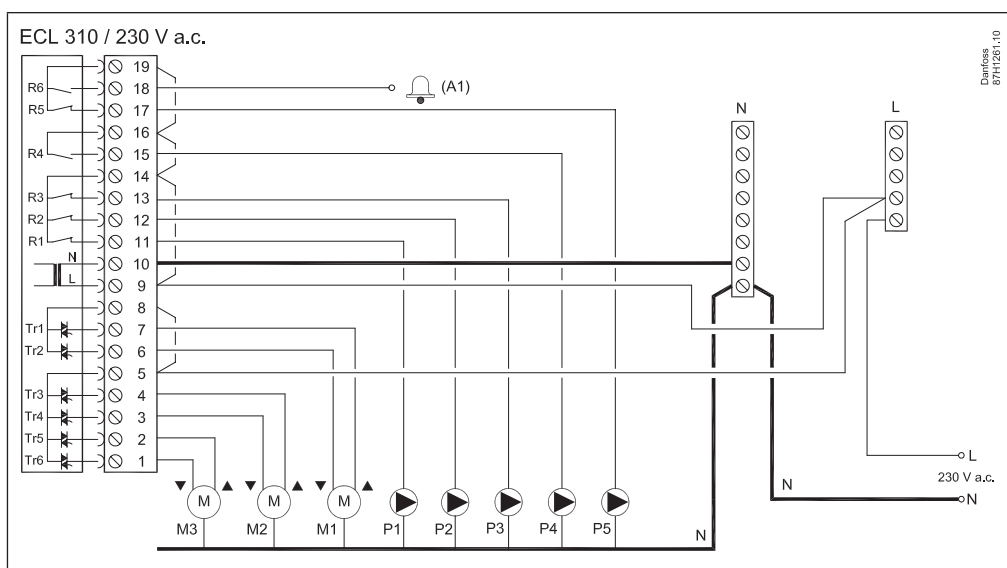 ECL 310 / 230 V a.c.
Danfoss
87H1261.10
19
R6 18 (A1)
R5 17
16
N L
R4 15
14
R3 13
R2 12
R1 11
N 10
L 9
8
Tr1 7
Tr2 6
5
Tr3 4
Tr4 3
Tr5 2
Tr6 1
L
230 V a.c.
N N
M M M
M3 M2 M1 P1 P2 P3 P4 P5 N